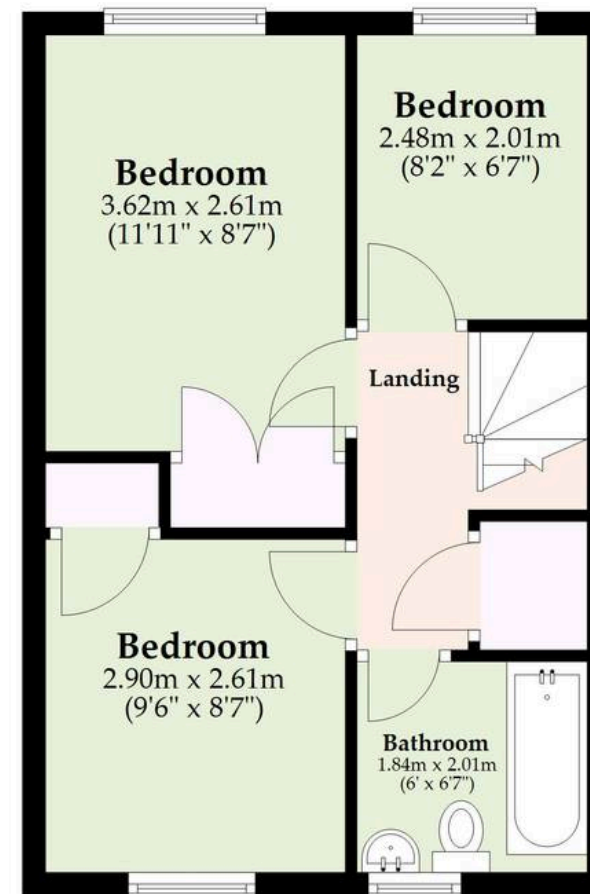 Bedroom
3.62m x 2.61m
(11'11" x 8'7")
Bedroom
2.48m x 2.01m
(8'2" x 6'7")
Landing
Bedroom
2.90m x 2.61m
(9'6" x 8'7")
Bathroom
1.84m x 2.01m
(6' x 6'7")